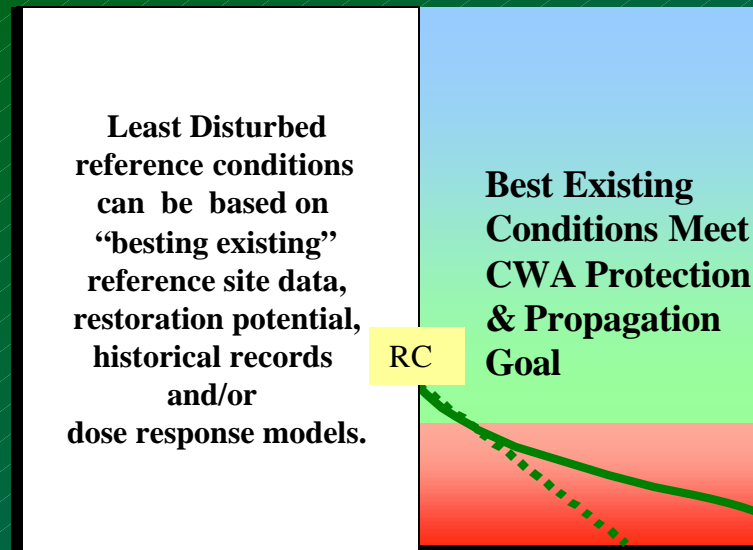 Least Disturbed
reference conditions
can be based on
“besting existing”
reference site data,
restoration potential,
historical records
and/or
dose response models.
RC
Best Existing
Conditions Meet
CWA Protection
& Propagation
Goal